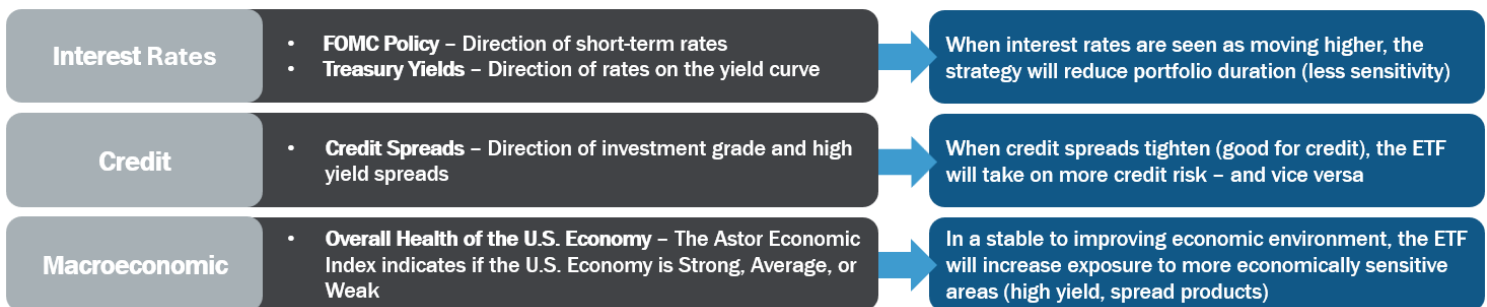 Interest Rates
• FOMC Policy – Direction of short-term rates
• Treasury Yields – Direction of rates on the yield curve
When interest rates are seen as moving higher, the
strategy will reduce portfolio duration (less sensitivity)
Credit
• Credit Spreads – Direction of investment grade and high
yield spreads
When credit spreads tighten (good for credit), the ETF
will take on more credit risk – and vice versa
Macroeconomic
• Overall Health of the U.S. Economy – The Astor Economic
Index indicates if the U.S. Economy is Strong, Average, or
Weak
In a stable to improving economic environment, the ETF
will increase exposure to more economically sensitive
areas (high yield, spread products)